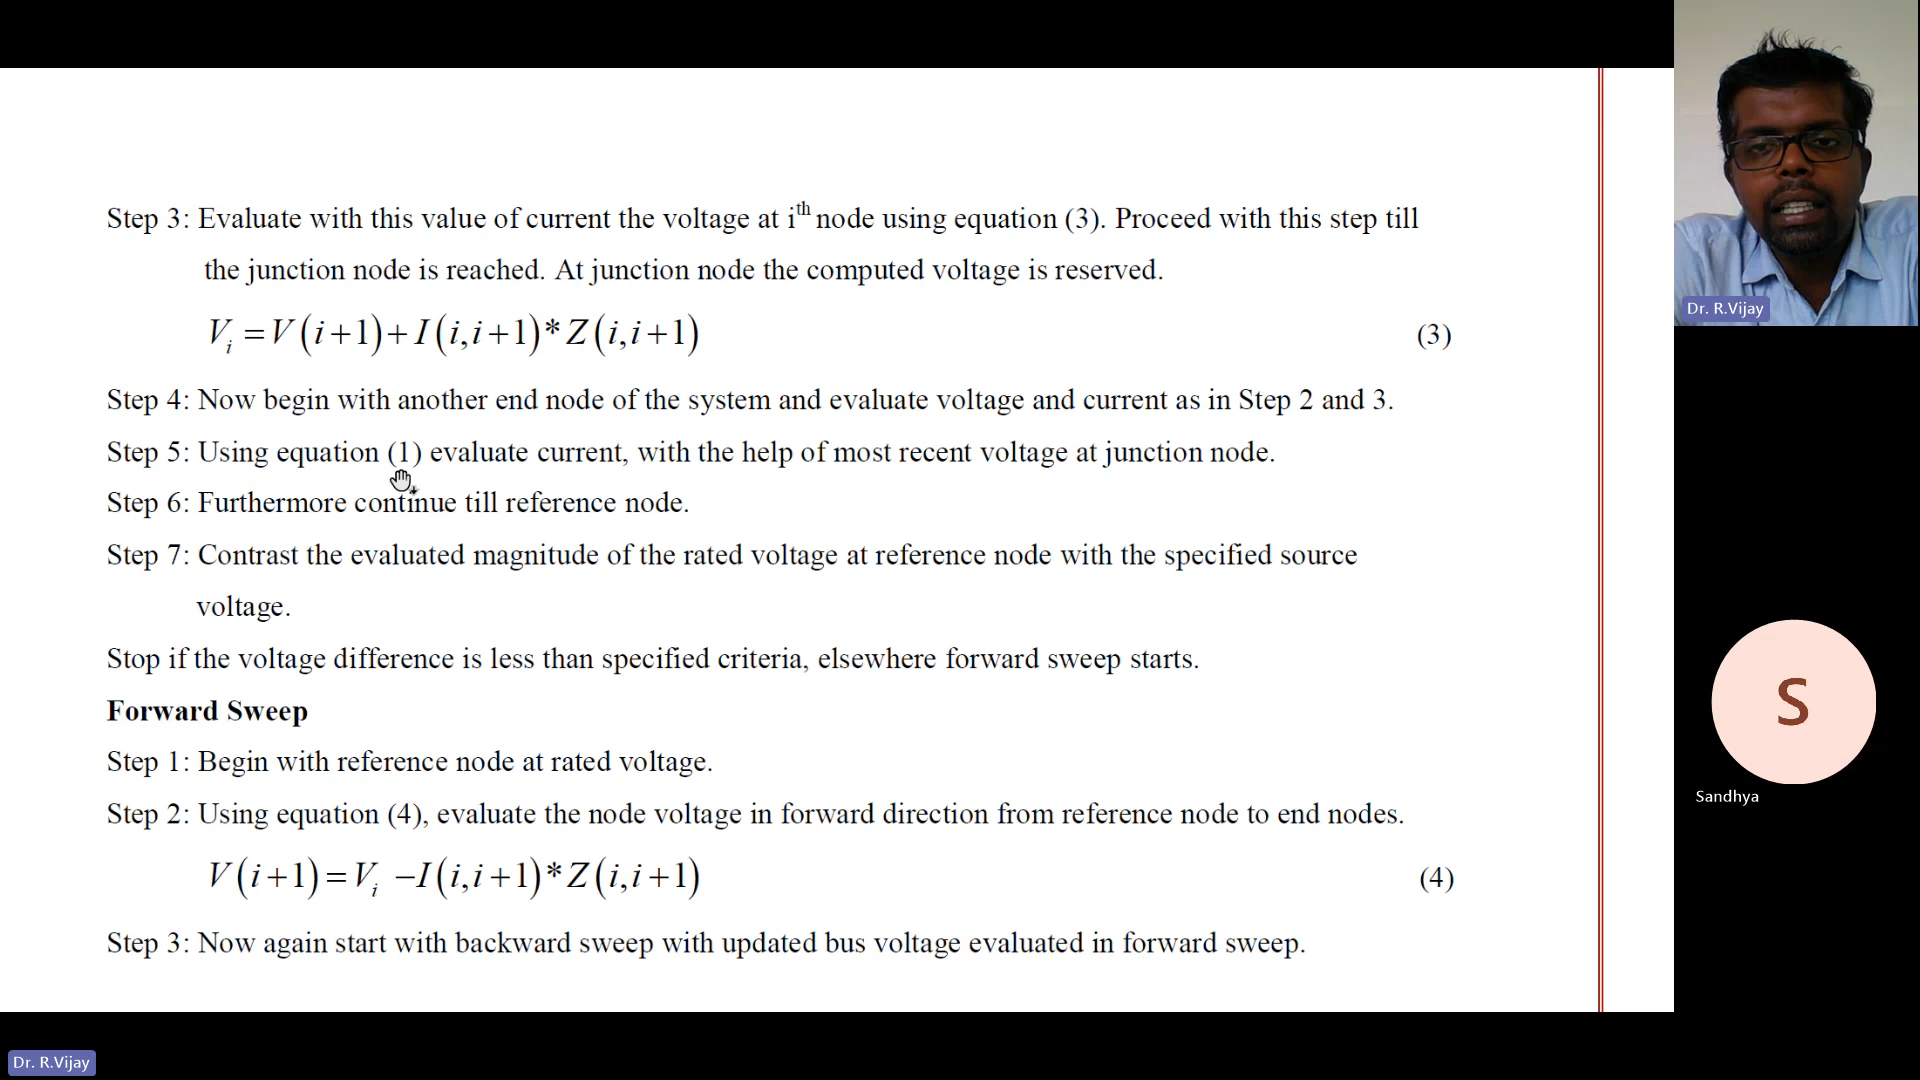 Step 3: Evaluate with this value of current the voltage at iᵗʰ node using equation (3). Proceed with this step till
the junction node is reached. At junction node the computed voltage is reserved.
Vᵢ = V(i+1)+I(i,i+1)*Z(i,i+1) (3)
Step 4: Now begin with another end node of the system and evaluate voltage and current as in Step 2 and 3.
Step 5: Using equation (1) evaluate current, with the help of most recent voltage at junction node.
Step 6: Furthermore continue till reference node.
Step 7: Contrast the evaluated magnitude of the rated voltage at reference node with the specified source
voltage.
Stop if the voltage difference is less than specified criteria, elsewhere forward sweep starts.
Forward Sweep
Step 1: Begin with reference node at rated voltage.
Step 2: Using equation (4), evaluate the node voltage in forward direction from reference node to end nodes.
V(i+1) = Vᵢ −I(i,i+1)*Z(i,i+1) (4)
Step 3: Now again start with backward sweep with updated bus voltage evaluated in forward sweep.
Dr. R.Vijay
S
Sandhya
Dr. R.Vijay